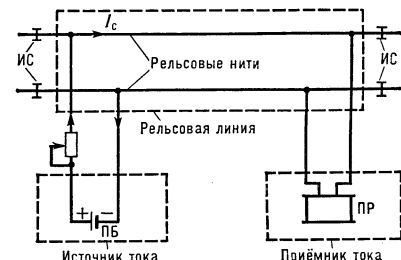 Iс
ИС
ИС
Рельсовые нити
Рельсовая линия
+ −
ПБ
ПР
Источник тока
Приёмник тока